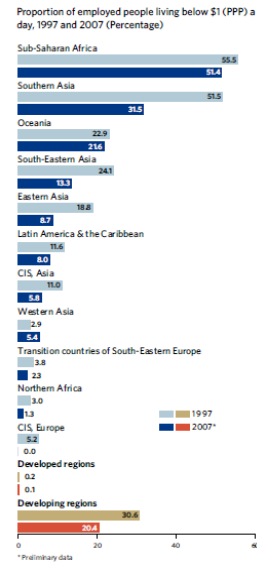 Proportion of employed people living below $1 (PPP) a
day, 1997 and 2007 (Percentage)
Sub-Saharan Africa
55.5
51.4
Southern Asia
51.5
31.5
Oceania
22.9
21.6
South-Eastern Asia
24.1
13.3
Eastern Asia
18.8
8.7
Latin America & the Caribbean
11.6
8.0
CIS, Asia
11.0
5.8
Western Asia
2.9
5.4
Transition countries of South-Eastern Europe
3.8
2.3
Northern Africa
3.0
1.3
1997
2007*
CIS, Europe
5.2
0.0
Developed regions
0.2
0.1
Developing regions
30.6
20.4
0 20 40 60
* Preliminary data